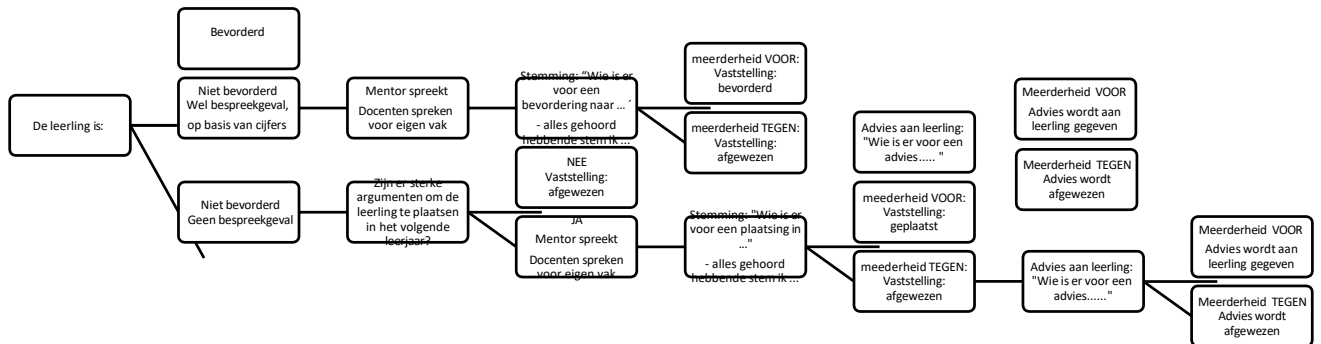 De leerling is:
Bevorderd
Niet bevorderd
Wel bespreekgeval,
op basis van cijfers
Mentor spreekt
Docenten spreken
voor eigen vak
Stemming: "Wie is er
voor een
bevordering naar ... ´
- alles gehoord
hebbende stem ik ...
meerderheid VOOR:
Vaststelling:
bevorderd
meerderheid TEGEN:
Vaststelling:
afgewezen
Advies aan leerling:
"Wie is er voor een
advies..... "
Meerderheid VOOR
Advies wordt aan
leerling gegeven
Meerderheid TEGEN
Advies wordt
afgewezen
Niet bevorderd
Geen bespreekgeval
Zijn er sterke
argumenten om de
leerling te plaatsen
in het volgende
leerjaar?
NEE
Vaststelling:
afgewezen
JA
Mentor spreekt
Docenten spreken
voor eigen vak
Stemming: "Wie is er
voor een plaatsing in
..."
- alles gehoord
hebbende stem ik ...
meederheid VOOR:
Vaststelling:
geplaatst
meederheid TEGEN:
Vaststelling:
afgewezen
Advies aan leerling:
"Wie is er voor een
advies......"
Meerderheid VOOR
Advies wordt aan
leerling gegeven
Meerderheid TEGEN
Advies wordt
afgewezen